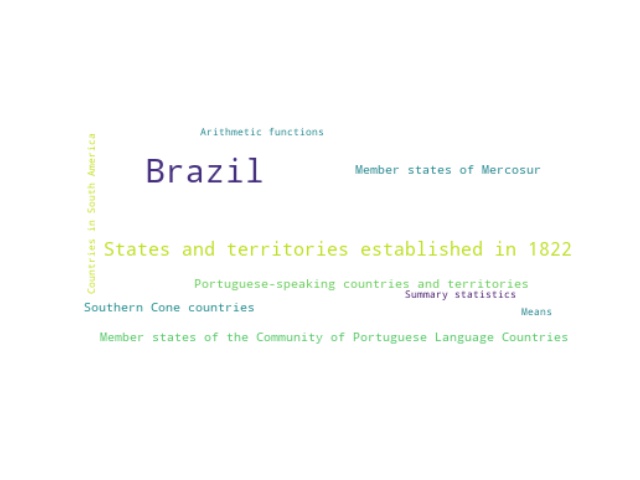 Arithmetic functions
Countries in South America
Brazil
Member states of Mercosur
States and territories established in 1822
Portuguese-speaking countries and territories
Summary statistics
Southern Cone countries
Means
Member states of the Community of Portuguese Language Countries